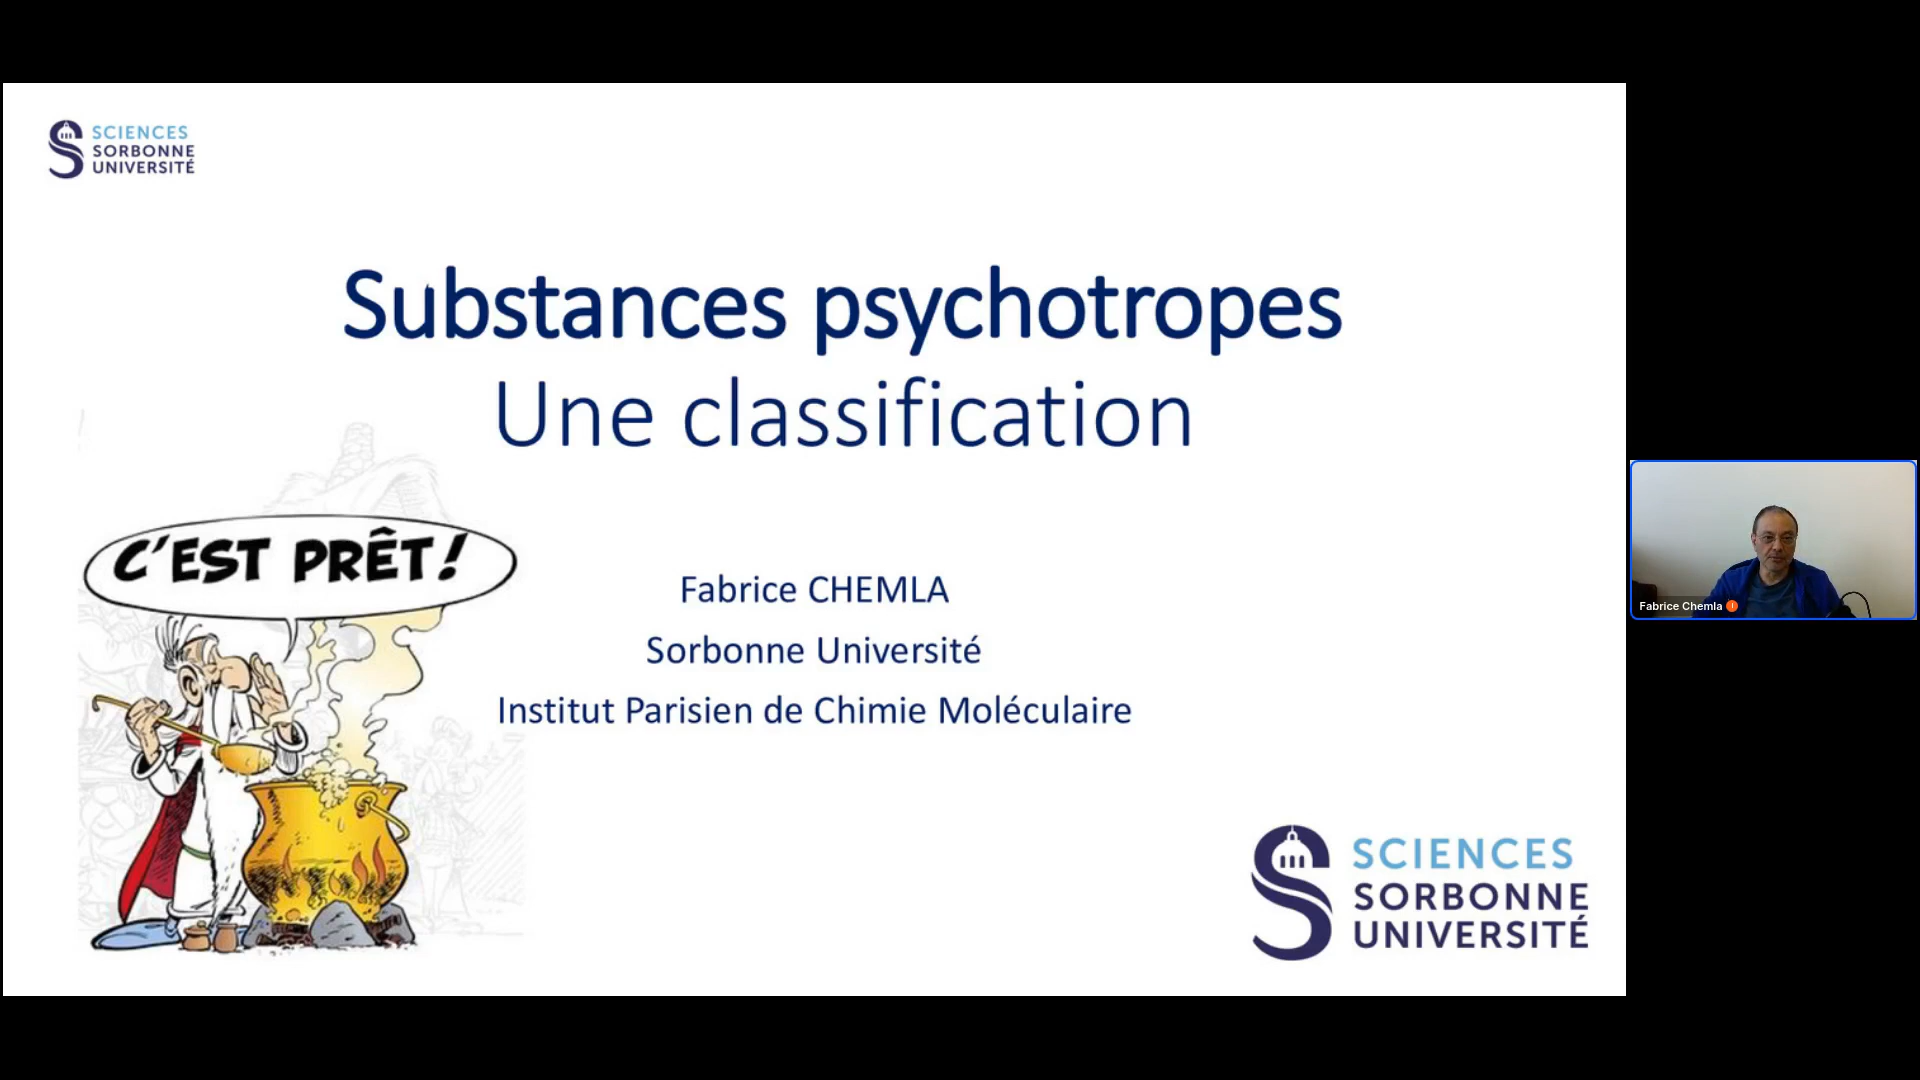 SCIENCES
SORBONNE
UNIVERSITÉ
Substances psychotropes
Une classification
C'EST PRÊT!
Fabrice CHEMLA
Sorbonne Université
Institut Parisien de Chimie Moléculaire
Fabrice Chemla
SCIENCES
SORBONNE
UNIVERSITÉ